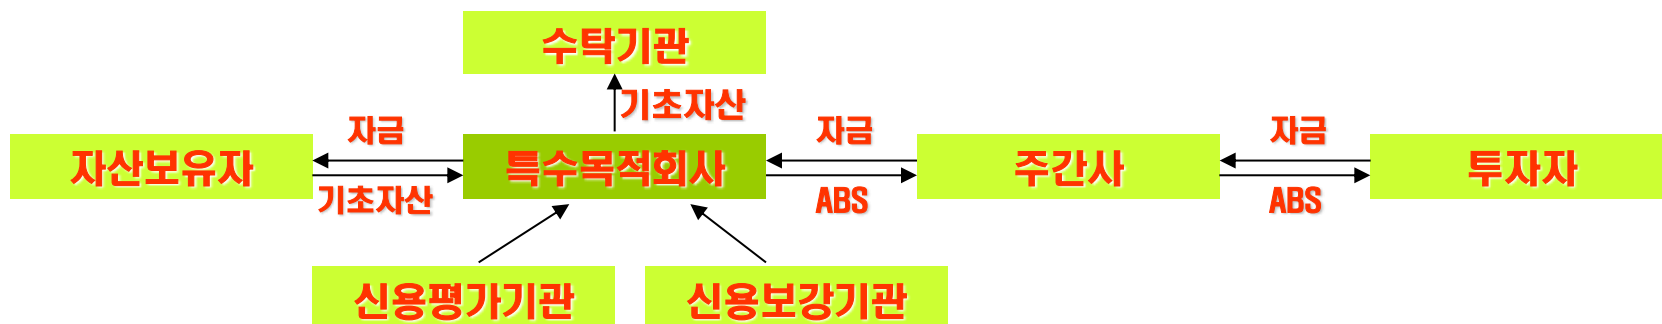 수탁기관
기초자산
자금
자금
자금
자산보유자
특수목적회사
주간사
투자자
기초자산
ABS
ABS
신용평가기관
신용보강기관